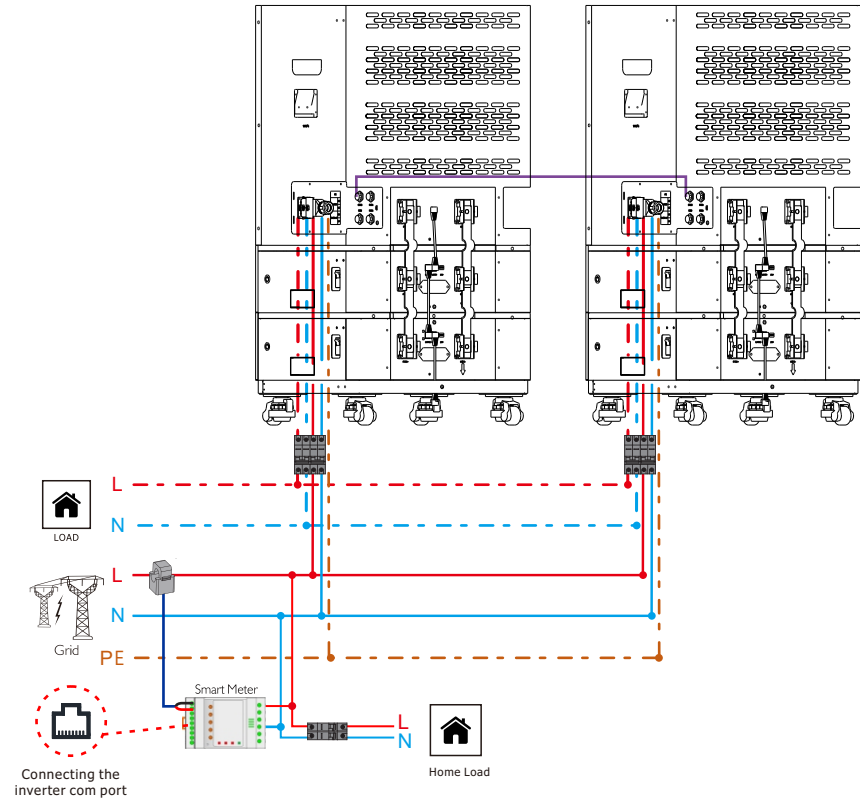 L
N
LOAD
L
N
Grid
PE
Smart Meter
L
N
Home Load
Connecting the
inverter com port